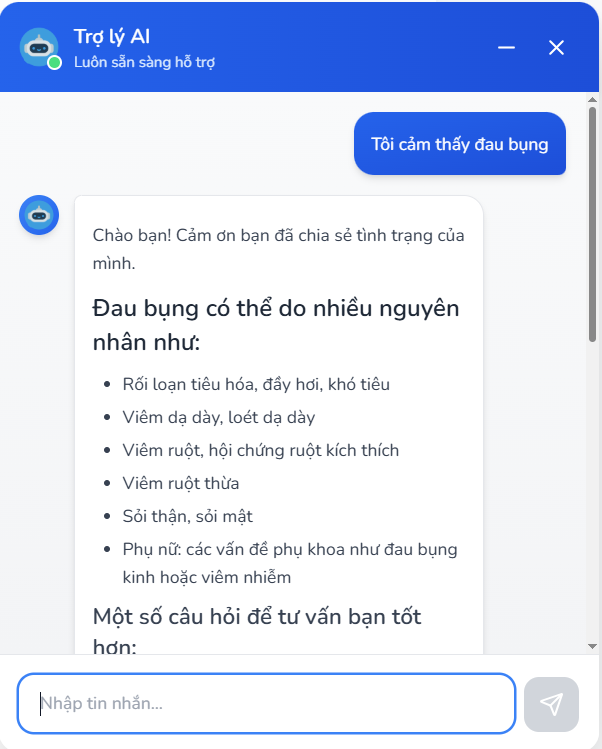 Trợ lý AI
Luôn sẵn sàng hỗ trợ
Tôi cảm thấy đau bụng
Chào bạn! Cảm ơn bạn đã chia sẻ tình trạng của
mình.
Đau bụng có thể do nhiều nguyên
nhân như:
Rối loạn tiêu hóa, đầy hơi, khó tiêu
Viêm dạ dày, loét dạ dày
Viêm ruột, hội chứng ruột kích thích
Viêm ruột thừa
Sỏi thận, sỏi mật
Phụ nữ: các vấn đề phụ khoa như đau bụng
kinh hoặc viêm nhiễm
Một số câu hỏi để tư vấn bạn tốt
hơn:
Nhập tin nhắn...